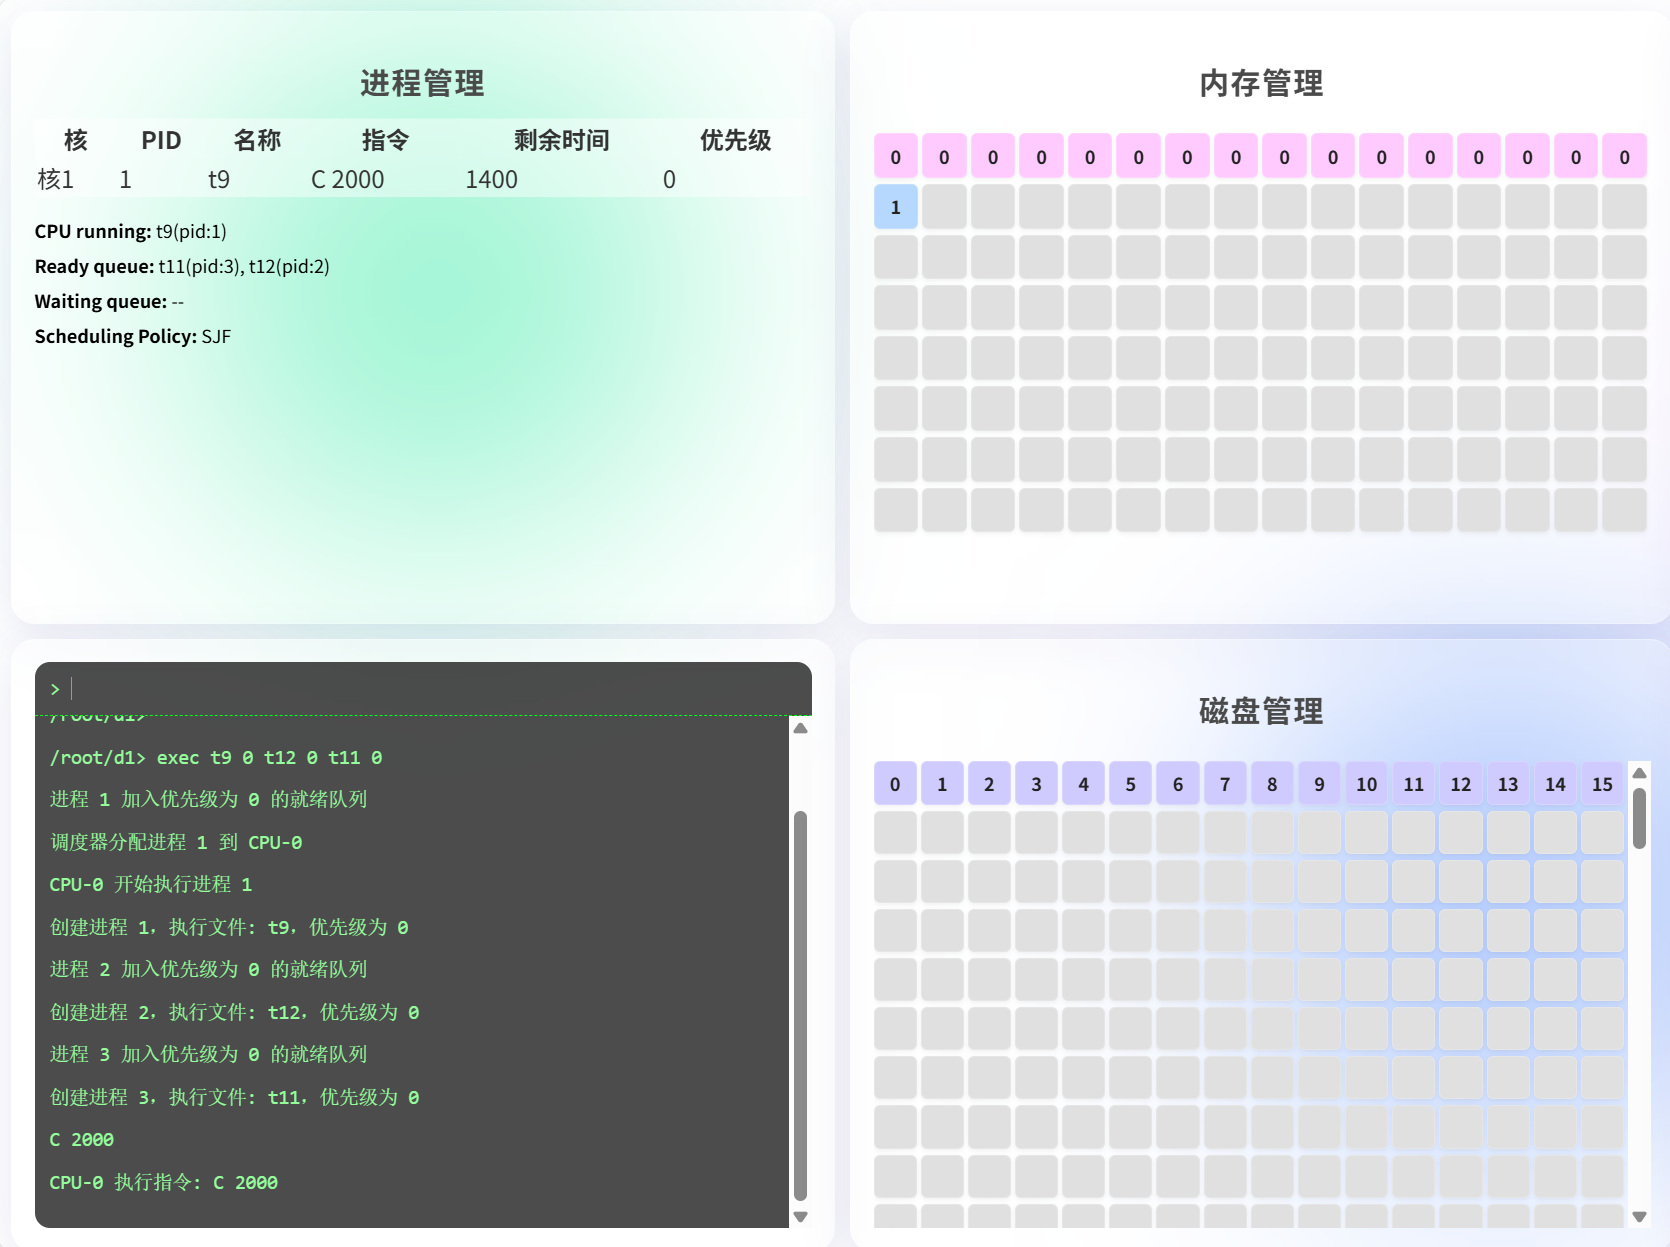 进程管理
核 PID 名称 指令 剩余时间 优先级
核1 1 t9 C 2000 1400 0
CPU running: t9(pid:1)
Ready queue: t11(pid:3), t12(pid:2)
Waiting queue: --
Scheduling Policy: SJF
内存管理
0 0 0 0 0 0 0 0 0 0 0 0 0 0 0 0
1
>
/root/d1>
/root/d1> exec t9 0 t12 0 t11 0
进程 1 加入优先级为 0 的就绪队列
调度器分配进程 1 到 CPU-0
CPU-0 开始执行进程 1
创建进程 1, 执行文件: t9, 优先级为 0
进程 2 加入优先级为 0 的就绪队列
创建进程 2, 执行文件: t12, 优先级为 0
进程 3 加入优先级为 0 的就绪队列
创建进程 3, 执行文件: t11, 优先级为 0
C 2000
CPU-0 执行指令: C 2000
磁盘管理
0 1 2 3 4 5 6 7 8 9 10 11 12 13 14 15